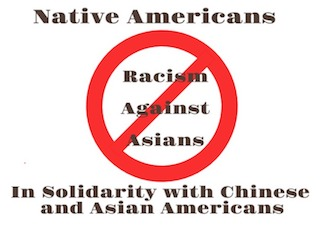 Native Americans
Racism
Against
Asians
In Solidarity with Chinese
and Asian Americans